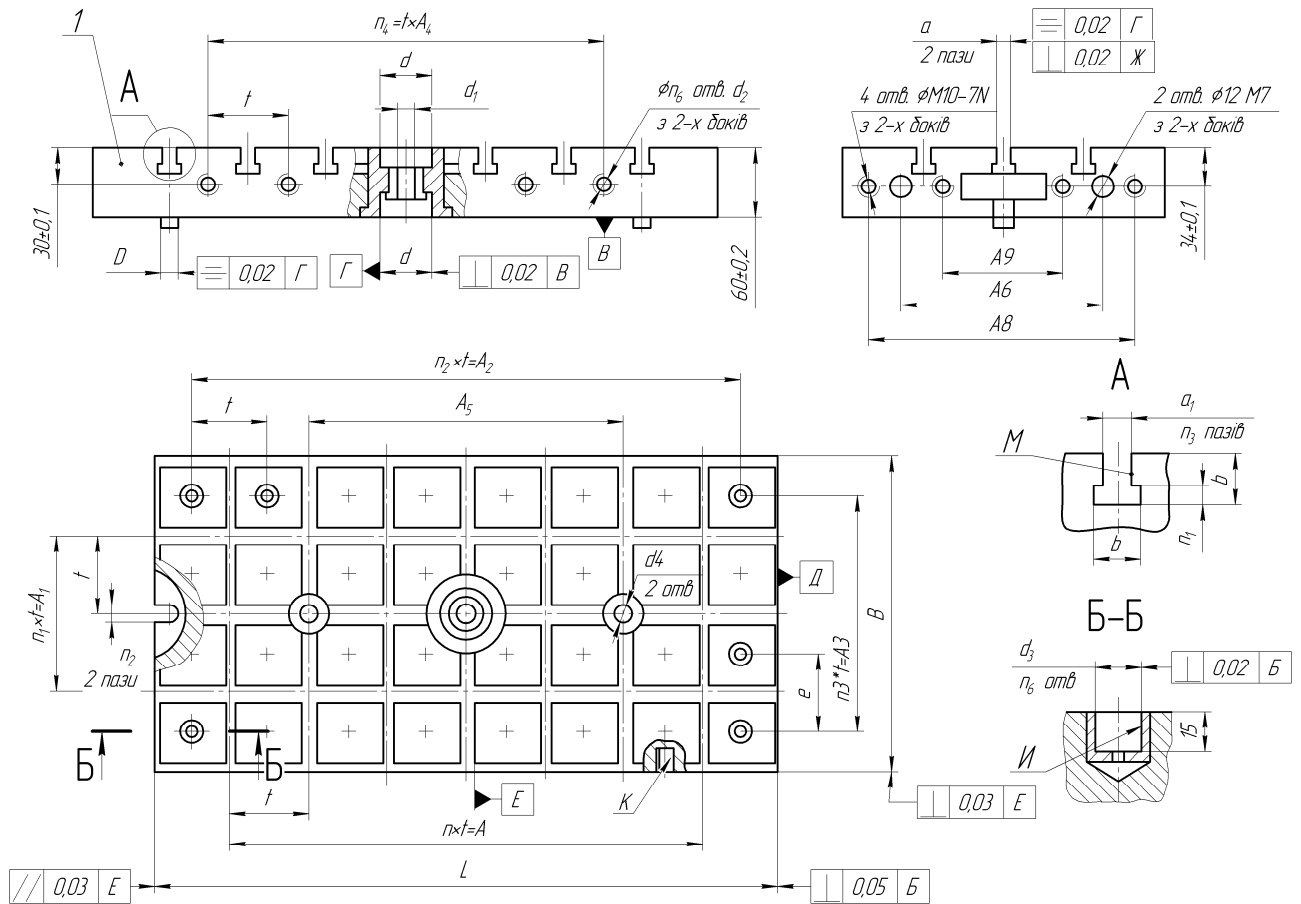 1
n₄ =t×A₄
A
d
t
d₁
ϕn₆ отв. d₂
з 2-х боків
30±0,1
D
0,02 Г
Г
d
⊥ 0,02 В
В
60±0,2
a
2 пази
0,02 Г
⊥ 0,02 Ж
4 отв. ϕM10-7N
з 2-х боків
2 отв. ϕ12 M7
з 2-х боків
34±0,1
A9
A6
A8
n₂ ×t=A₂
t
A₅
n₁×t=A₁
t
n₂
2 пази
d4
2 отв
Д
B
n3*t=A3
e
Б
Б
t
Е
К
n×t=A
L
// 0,03 Е
⊥ 0,05 Б
⊥ 0,03 Е
А
a₁
n₃ пазів
М
b
n₁
b
Б-Б
d₃
n₆ отв
⊥ 0,02 Б
15
И